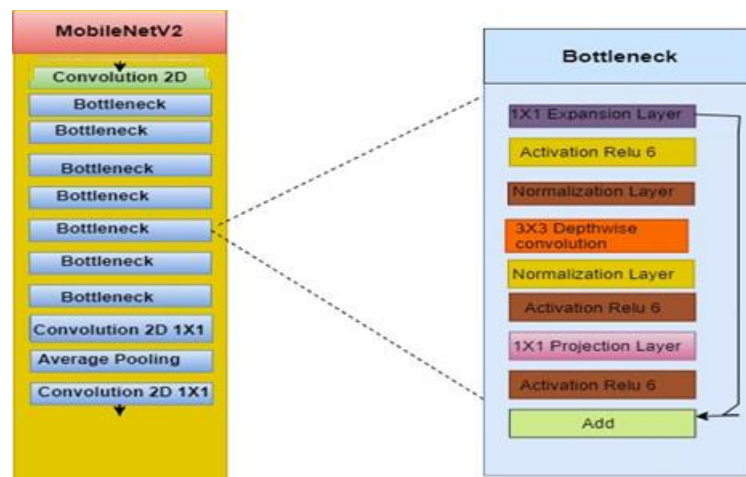 MobileNetV2
Convolution 2D
Bottleneck
Bottleneck
Bottleneck
Bottleneck
Bottleneck
Bottleneck
Bottleneck
Convolution 2D 1X1
Average Pooling
Convolution 2D 1X1
Bottleneck
1X1 Expansion Layer
Activation Relu 6
Normalization Layer
3X3 Depthwise
convolution
Normalization Layer
Activation Relu 6
1X1 Projection Layer
Activation Relu 6
Add